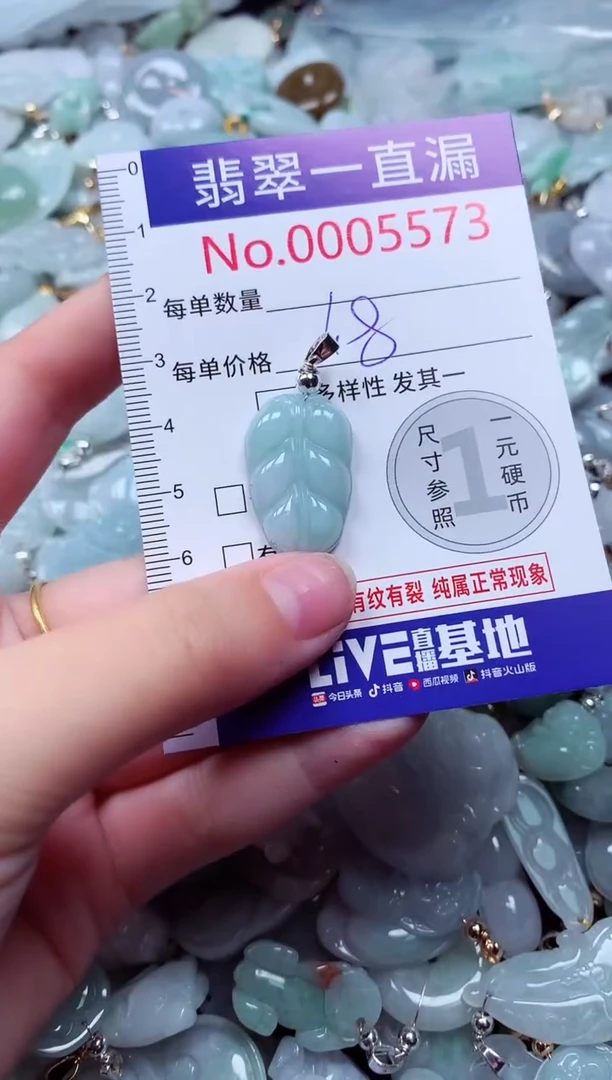 翡翠一直漏
No.0005573
每单数量
18
每单价格
多样性 发其一
一元硬币
尺寸参照
1
有纹有裂 纯属正常现象
LIVE直播基地
今日头条 抖音 西瓜视频 抖音火山版
0
1
2
3
4
5
6